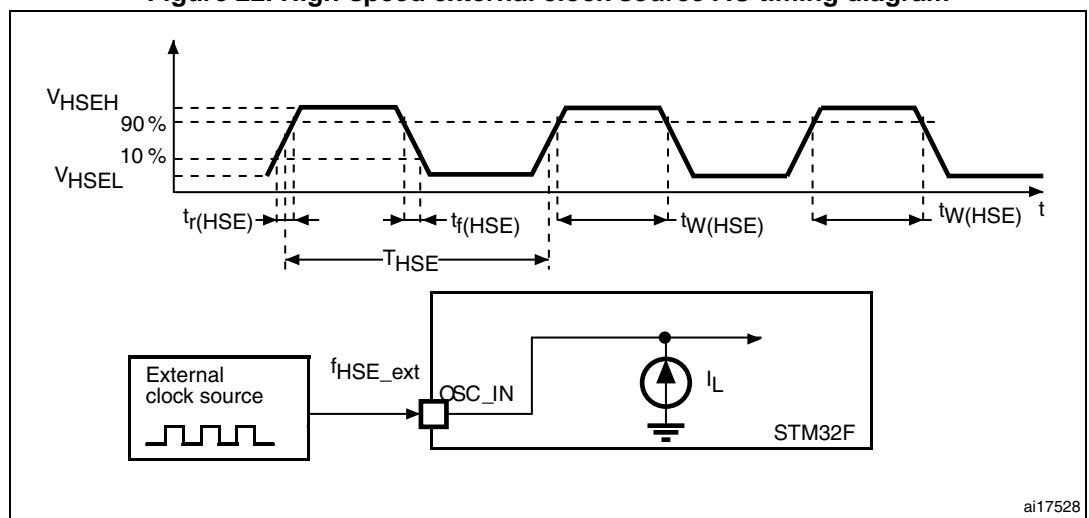 Figure 22. High-speed external clock source AC timing diagram
VHSEH
90 %
10 %
VHSEL
tr(HSE)
tf(HSE)
tW(HSE)
tW(HSE)
t
THSE
External
clock source
fHSE_ext
OSC_IN
IL
STM32F
ai17528